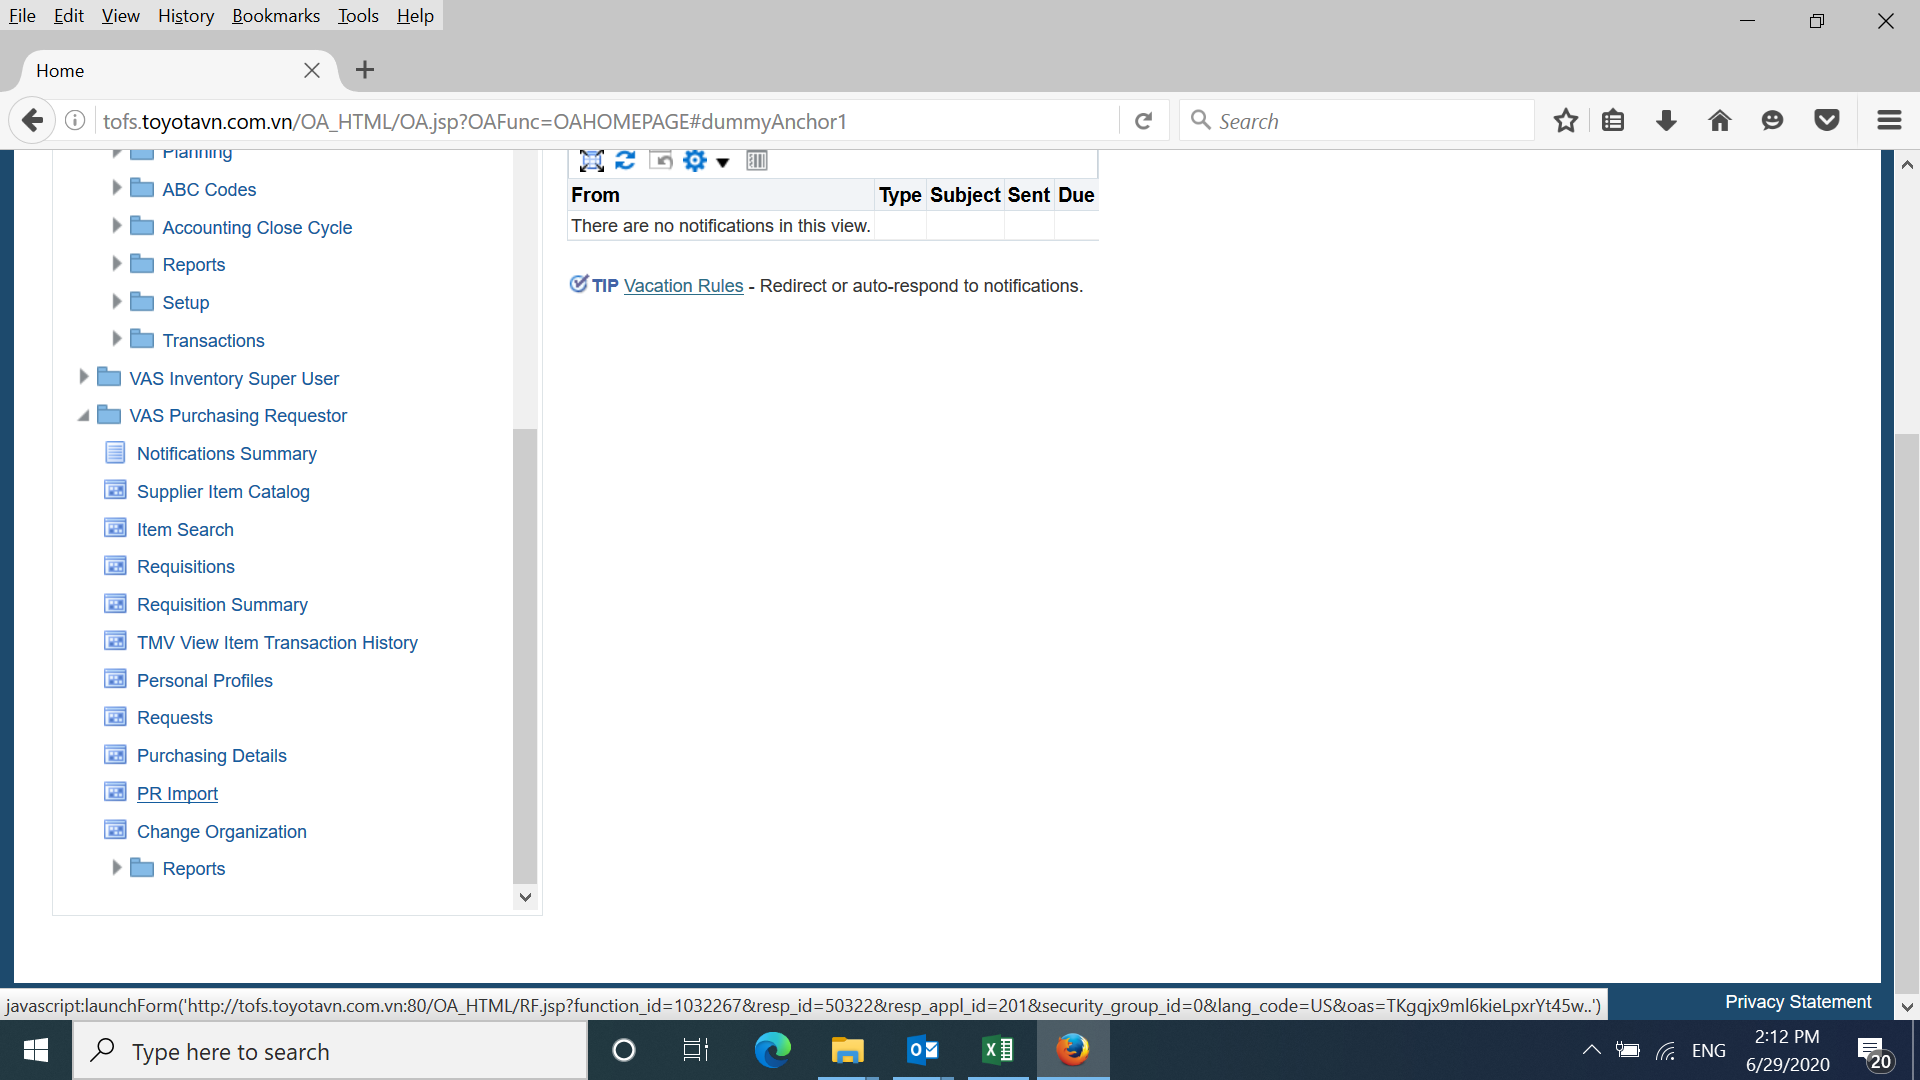 File Edit View History Bookmarks Tools Help
Home
tofs.toyotavn.com.vn/OA_HTML/OA.jsp?OAFunc=OAHOMEPAGE#dummyAnchor1
Search
Planning
ABC Codes
Accounting Close Cycle
Reports
Setup
Transactions
VAS Inventory Super User
VAS Purchasing Requestor
Notifications Summary
Supplier Item Catalog
Item Search
Requisitions
Requisition Summary
TMV View Item Transaction History
Personal Profiles
Requests
Purchasing Details
PR Import
Change Organization
Reports
From Type Subject Sent Due
There are no notifications in this view.
TIP Vacation Rules - Redirect or auto-respond to notifications.
javascript:launchForm('http://tofs.toyotavn.com.vn:80/OA_HTML/RF.jsp?function_id=1032267&resp_id=50322&resp_appl_id=201&security_group_id=0&lang_code=US&oas=TKgqjx9ml6kieLpxrYt45w..')
Privacy Statement
Type here to search
ENG
2:12 PM
6/29/2020
20